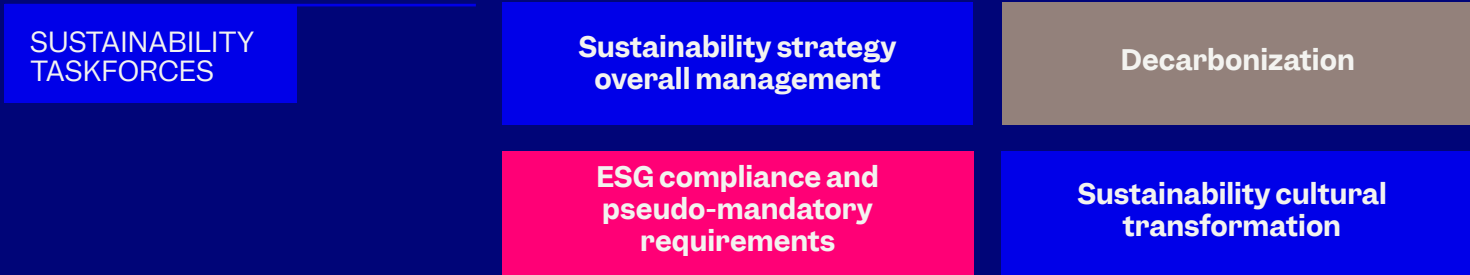 SUSTAINABILITY
TASKFORCES
Sustainability strategy
overall management
Decarbonization
ESG compliance and
pseudo-mandatory
requirements
Sustainability cultural
transformation